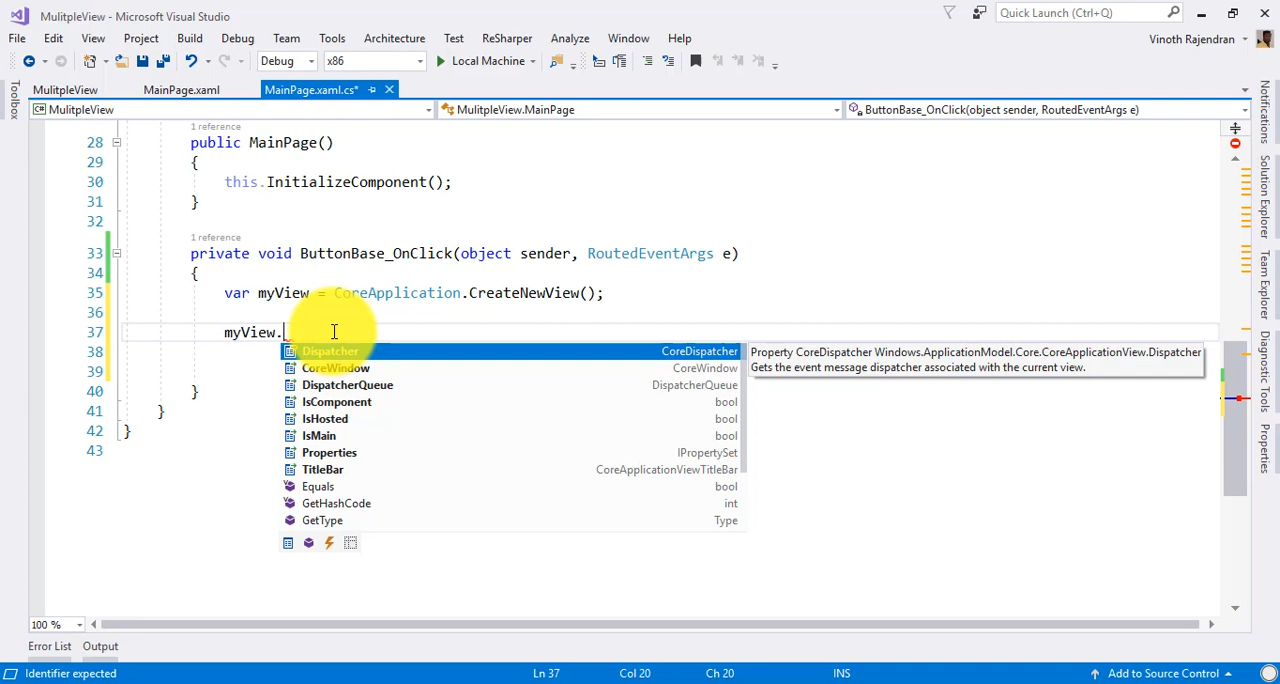 MulitpleView - Microsoft Visual Studio
Quick Launch (Ctrl+Q)
File Edit View Project Build Debug Team Tools Architecture Test ReSharper Analyze Window Help
Vinoth Rajendran
Debug x86 Local Machine
MulitpleView MainPage.xaml MainPage.xaml.cs*
MulitpleView MulitpleView.MainPage ButtonBase_OnClick(object sender, RoutedEventArgs e)
Toolbox
Notifications
Solution Explorer
Team Explorer
Diagnostic Tools
Properties
1 reference
28 public MainPage()
29 {
30 this.InitializeComponent();
31 }
32
1 reference
33 private void ButtonBase_OnClick(object sender, RoutedEventArgs e)
34 {
35 var myView = CoreApplication.CreateNewView();
36
37 myView.
38
39
40 }
41 }
42 }
43
Dispatcher CoreDispatcher
CoreWindow CoreWindow
DispatcherQueue DispatcherQueue
IsComponent bool
IsHosted bool
IsMain bool
Properties IPropertySet
TitleBar CoreApplicationViewTitleBar
Equals bool
GetHashCode int
GetType Type
Property CoreDispatcher Windows.ApplicationModel.Core.CoreApplicationView.Dispatcher
Gets the event message dispatcher associated with the current view.
100 %
Error List Output
Identifier expected Ln 37 Col 20 Ch 20 INS Add to Source Control